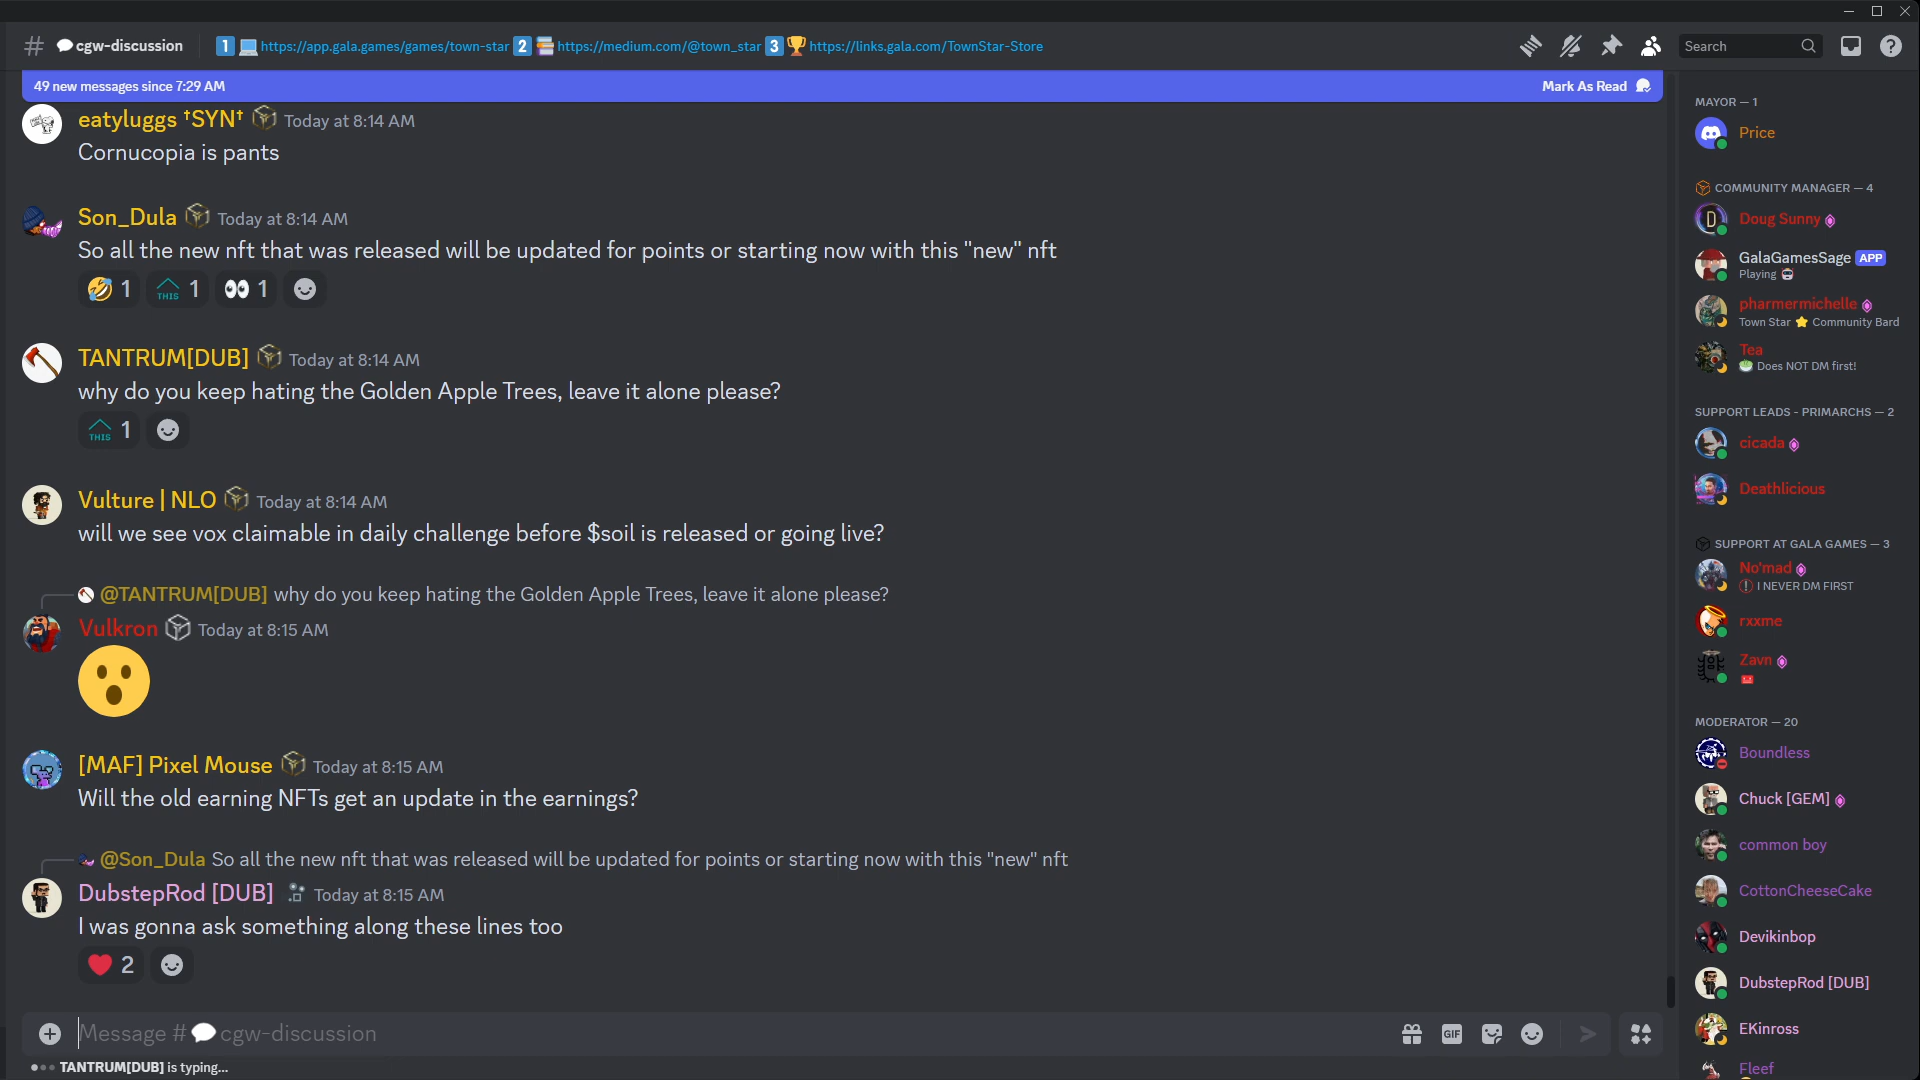 cgw-discussion
1 https://app.gala.games/games/town-star 2 https://medium.com/@town_star 3 https://links.gala.com/TownStar-Store
Search
49 new messages since 7:29 AM
Mark As Read
eatyluggs †SYN† Today at 8:14 AM
Cornucopia is pants
Son_Dula Today at 8:14 AM
So all the new nft that was released will be updated for points or starting now with this "new" nft
1 THIS 1 1
TANTRUM[DUB] Today at 8:14 AM
why do you keep hating the Golden Apple Trees, leave it alone please?
THIS 1
Vulture | NLO Today at 8:14 AM
will we see vox claimable in daily challenge before $soil is released or going live?
@TANTRUM[DUB] why do you keep hating the Golden Apple Trees, leave it alone please?
Vulkron Today at 8:15 AM
[MAF] Pixel Mouse Today at 8:15 AM
Will the old earning NFTs get an update in the earnings?
@Son_Dula So all the new nft that was released will be updated for points or starting now with this "new" nft
DubstepRod [DUB] Today at 8:15 AM
I was gonna ask something along these lines too
2
Message # cgw-discussion
GIF
TANTRUM[DUB] is typing...
MAYOR — 1
Price
COMMUNITY MANAGER — 4
D
Doug Sunny
GalaGamesSage APP
Playing
pharmermichelle
Town Star Community Bard
Tea
Does NOT DM first!
SUPPORT LEADS - PRIMARCHS — 2
cicada
Deathlicious
SUPPORT AT GALA GAMES — 3
No'mad
I NEVER DM FIRST
rxxme
Zavn
MODERATOR — 20
Boundless
Chuck [GEM]
common boy
CottonCheeseCake
Devikinbop
DubstepRod [DUB]
EKinross
Fleef